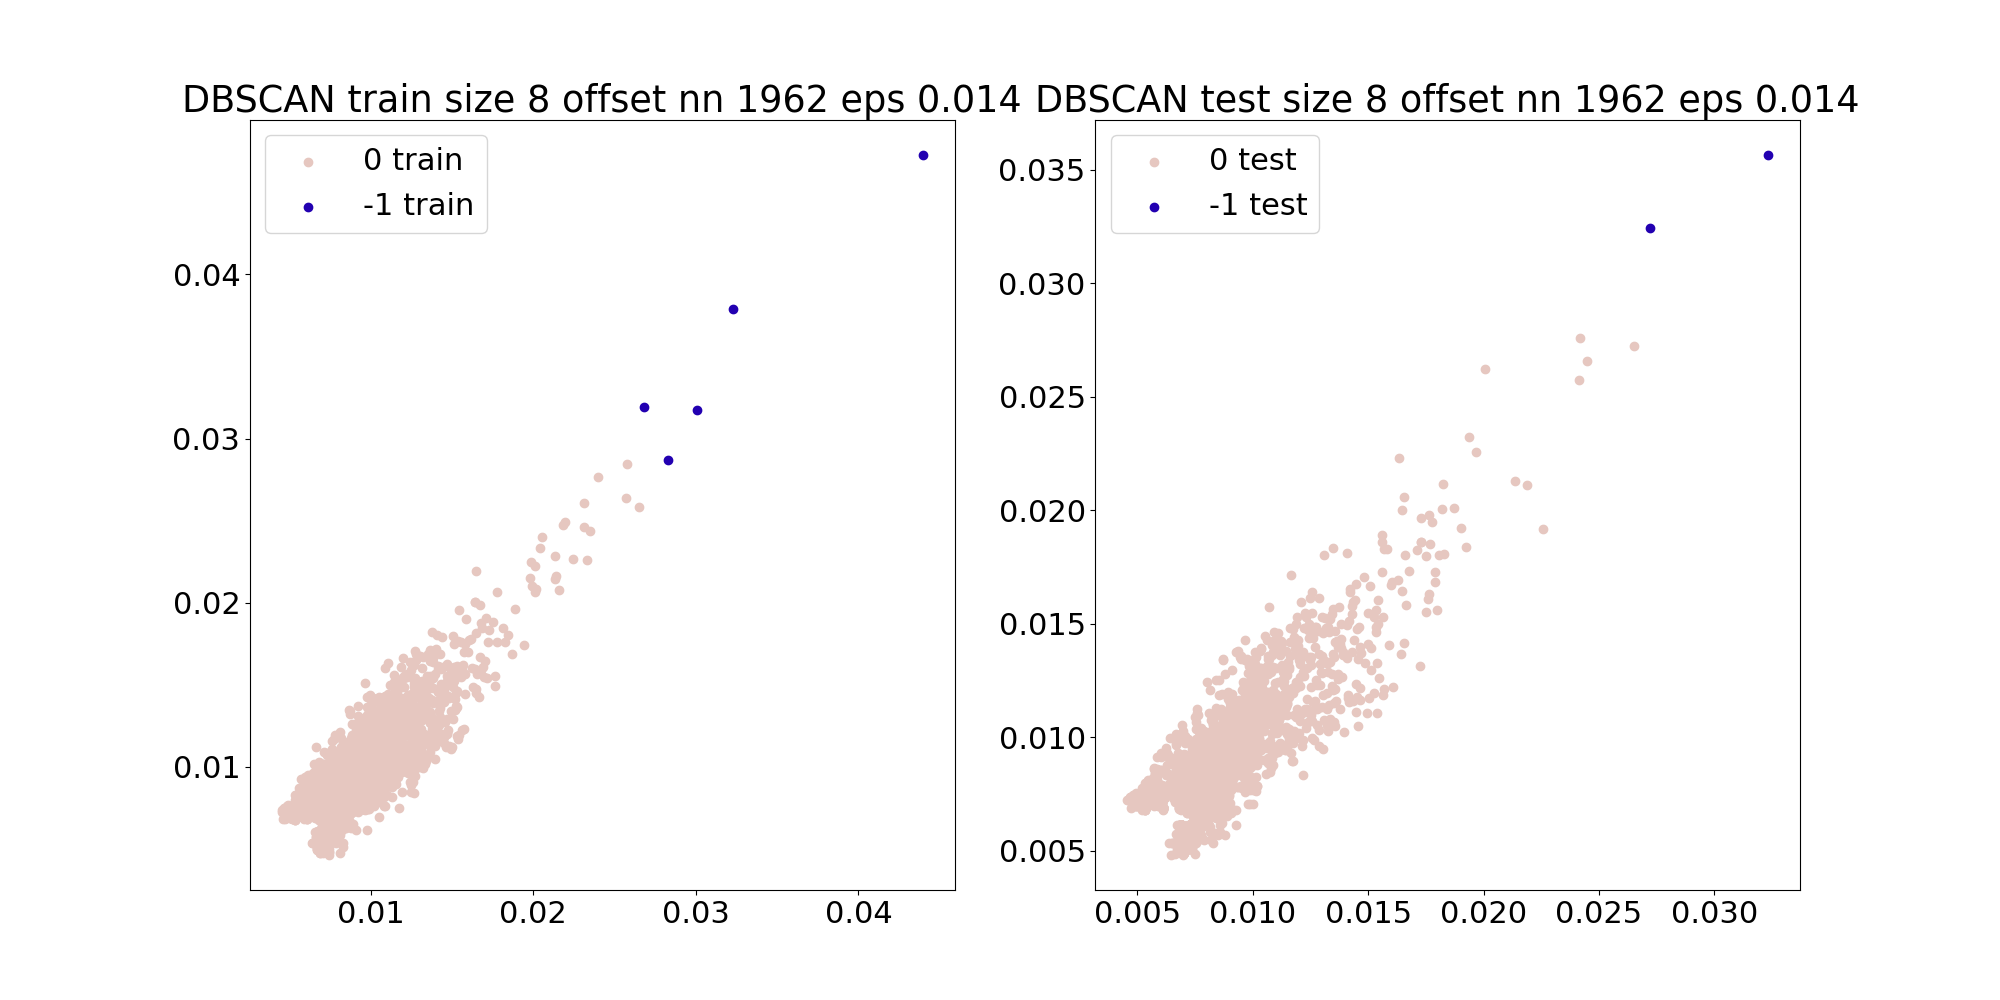 DBSCAN train size 8 offset nn 1962 eps 0.014
0 train
-1 train
0.04
0.03
0.02
0.01
0.01 0.02 0.03 0.04
DBSCAN test size 8 offset nn 1962 eps 0.014
0 test
-1 test
0.035
0.030
0.025
0.020
0.015
0.010
0.005
0.005 0.010 0.015 0.020 0.025 0.030